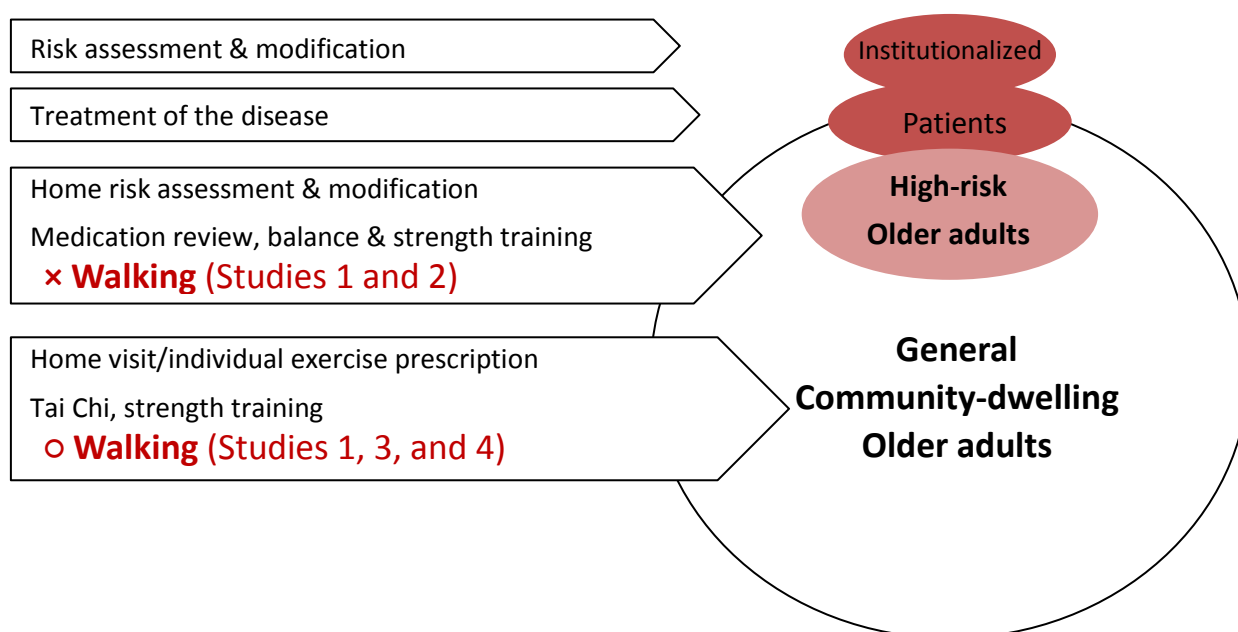 Risk assessment & modification
Institutionalized
Treatment of the disease
Patients
Home risk assessment & modification
Medication review, balance & strength training
× Walking (Studies 1 and 2)
High-risk
Older adults
Home visit/individual exercise prescription
Tai Chi, strength training
○ Walking (Studies 1, 3, and 4)
General
Community-dwelling
Older adults